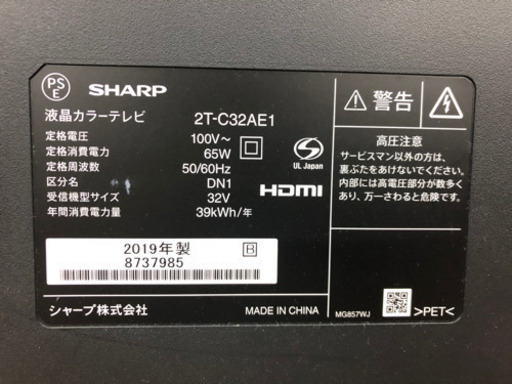 PS
E
SHARP
液晶カラーテレビ 2T-C32AE1
定格電圧 100V～
定格消費電力 65W
定格周波数 50/60Hz
区分名 DN1
受信機型サイズ 32V
年間消費電力量 39kWh/年
S
UL Japan
HDMI
2019年製 B
8737985
シャープ株式会社 MADE IN CHINA
警告
高圧注意
サービスマン以外の方は、
裏ぶたをあけないでください。
内部には高電圧部分が数多く
あり、万一さわると危険です。
MG857WJ
>PET<